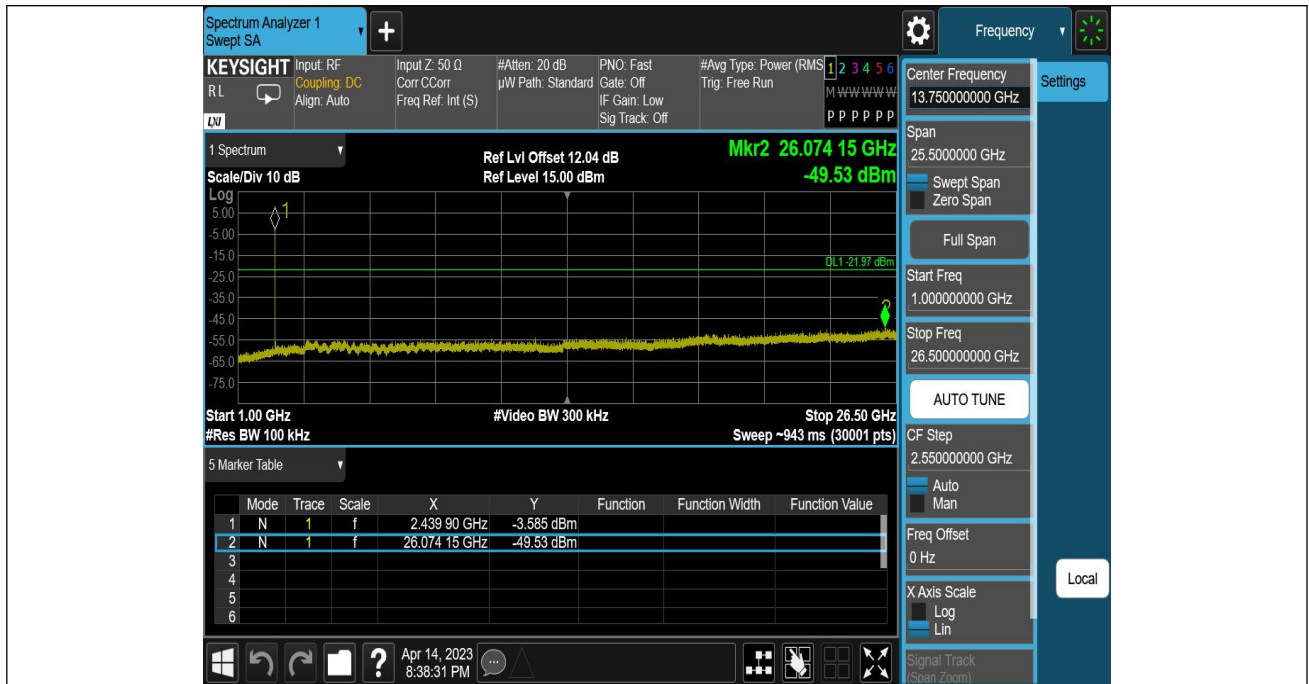 Spectrum Analyzer 1
Swept SA
+
Frequency
KEYSIGHT
RL
LXI
Input: RF
Coupling: DC
Align: Auto
Input Z: 50 Ω
Corr CCorr
Freq Ref: Int (S)
#Atten: 20 dB
µW Path: Standard
PNO: Fast
Gate: Off
IF Gain: Low
Sig Track: Off
#Avg Type: Power (RMS
Trig: Free Run
1 2 3 4 5 6
M W W W W W
P P P P P P
1 Spectrum
Scale/Div 10 dB
Ref Lvl Offset 12.04 dB
Ref Level 15.00 dBm
Mkr2 26.074 15 GHz
-49.53 dBm
Log
5.00
-5.00
-15.0
-25.0
-35.0
-45.0
-55.0
-65.0
-75.0
1
DL1 -21.97 dBm
2
Start 1.00 GHz
#Video BW 300 kHz
Stop 26.50 GHz
#Res BW 100 kHz
Sweep ~943 ms (30001 pts)
5 Marker Table
Mode Trace Scale X Y Function Function Width Function Value
1 N 1 f 2.439 90 GHz -3.585 dBm
2 N 1 f 26.074 15 GHz -49.53 dBm
3
4
5
6
?
Apr 14, 2023
8:38:31 PM
Center Frequency
13.750000000 GHz
Settings
Span
25.5000000 GHz
Swept Span
Zero Span
Full Span
Start Freq
1.000000000 GHz
Stop Freq
26.500000000 GHz
AUTO TUNE
CF Step
2.550000000 GHz
Auto
Man
Freq Offset
0 Hz
Local
X Axis Scale
Log
Lin
Signal Track
(Span Zoom)